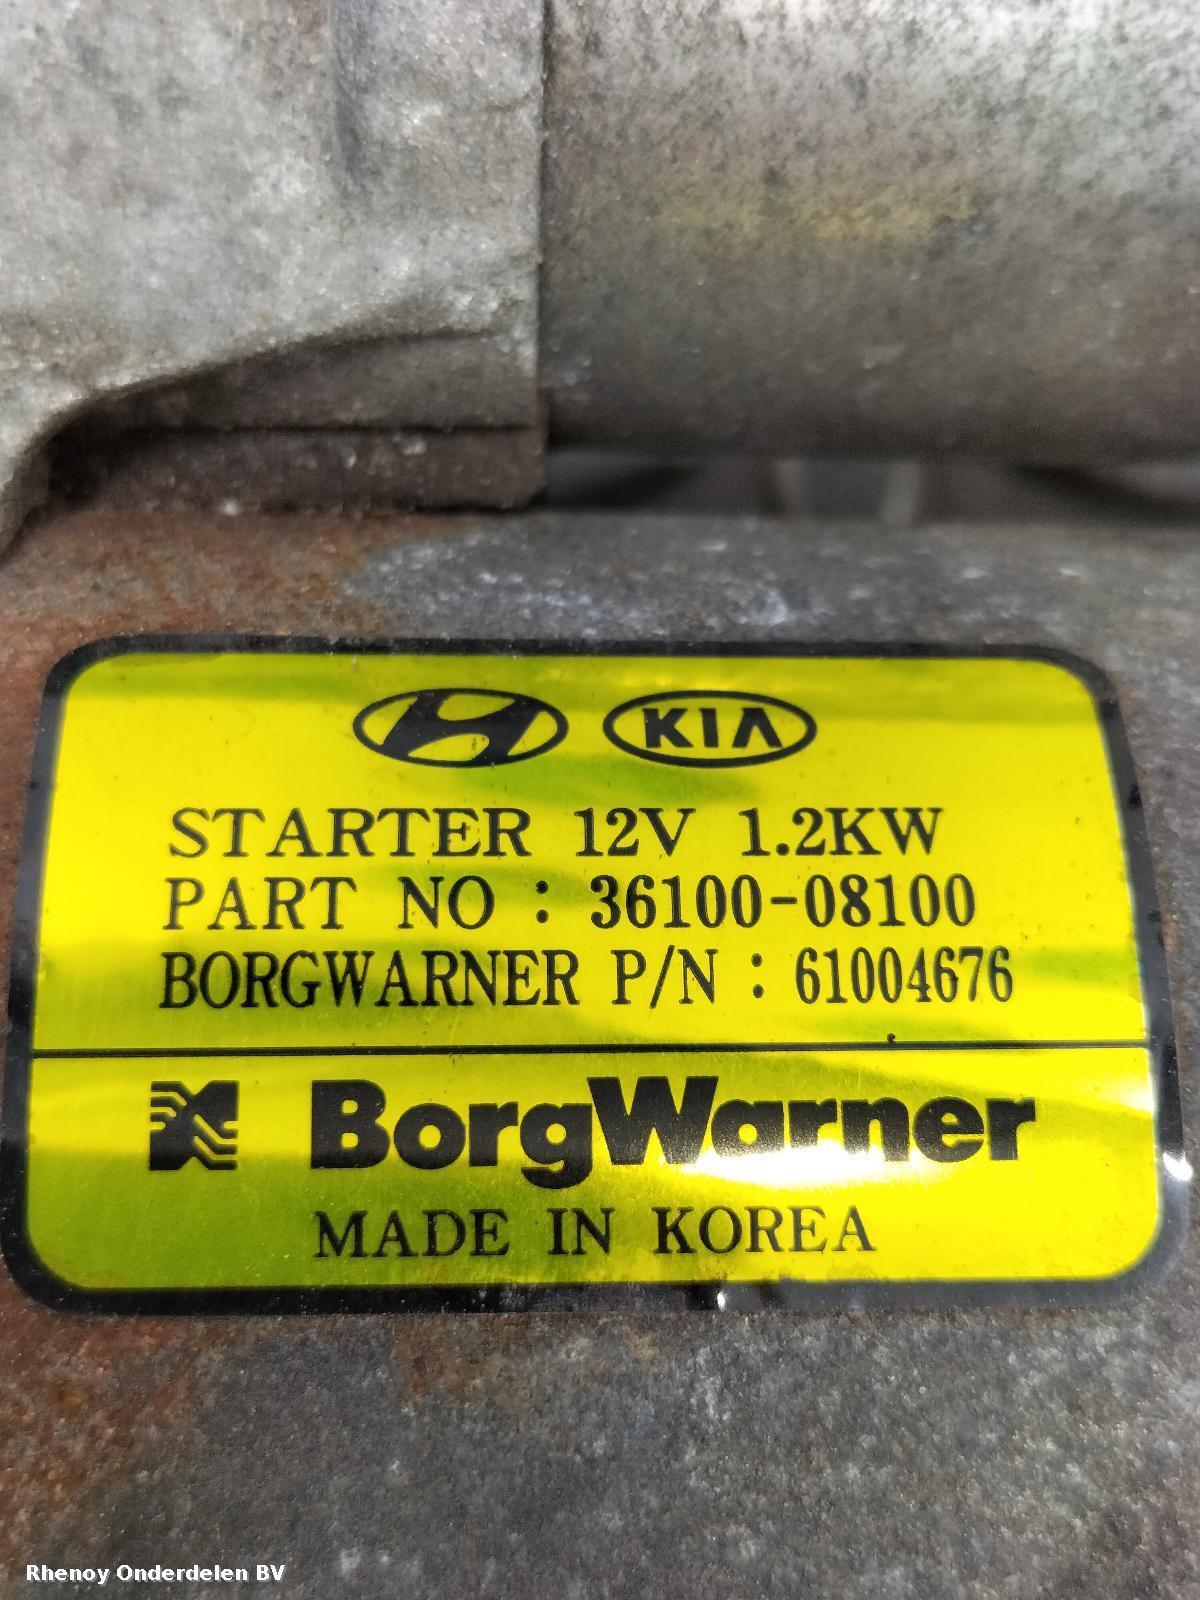 KIA
STARTER 12V 1.2KW
PART NO : 36100-08100
BORGWARNER P/N : 61004676
BorgWarner
MADE IN KOREA
Rhenoy Onderdelen BV